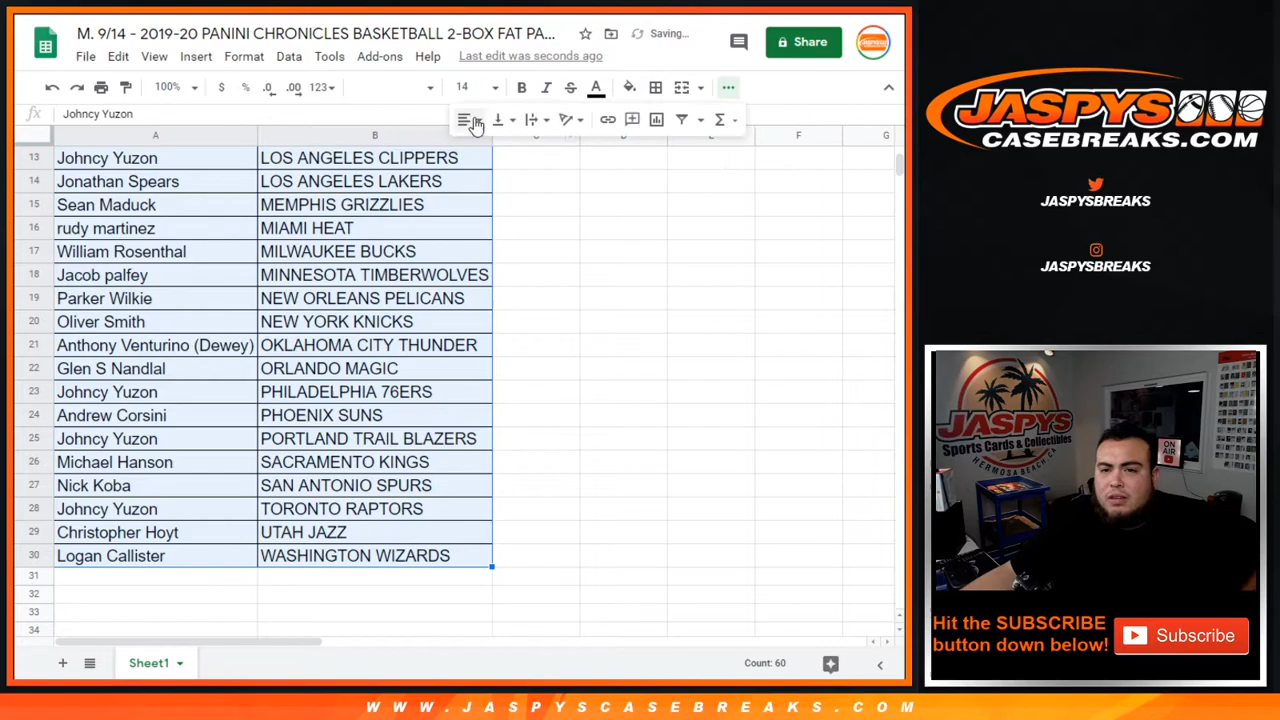 M. 9/14 - 2019-20 PANINI CHRONICLES BASKETBALL 2-BOX FAT PA...
Saving...
Share
File Edit View Insert Format Data Tools Add-ons Help Last edit was seconds ago
100% $ % .0 .00 123 14 B I S A
fx Johncy Yuzon
A B E F G
13 Johncy Yuzon LOS ANGELES CLIPPERS
14 Jonathan Spears LOS ANGELES LAKERS
15 Sean Maduck MEMPHIS GRIZZLIES
16 rudy martinez MIAMI HEAT
17 William Rosenthal MILWAUKEE BUCKS
18 Jacob palfey MINNESOTA TIMBERWOLVES
19 Parker Wilkie NEW ORLEANS PELICANS
20 Oliver Smith NEW YORK KNICKS
21 Anthony Venturino (Dewey) OKLAHOMA CITY THUNDER
22 Glen S Nandlal ORLANDO MAGIC
23 Johncy Yuzon PHILADELPHIA 76ERS
24 Andrew Corsini PHOENIX SUNS
25 Johncy Yuzon PORTLAND TRAIL BLAZERS
26 Michael Hanson SACRAMENTO KINGS
27 Nick Koba SAN ANTONIO SPURS
28 Johncy Yuzon TORONTO RAPTORS
29 Christopher Hoyt UTAH JAZZ
30 Logan Callister WASHINGTON WIZARDS
31
32
33
34
Sheet1
Count: 60
JASPYS
CASEBREAKS.COM
JASPYSBREAKS
JASPYSBREAKS
JASPYS
Sports Cards & Collectibles
HERMOSA BEACH CA
ON
AIR
Hit the SUBSCRIBE
button down below!
Subscribe
WWW.JASPYSCASEBREAKS.COM